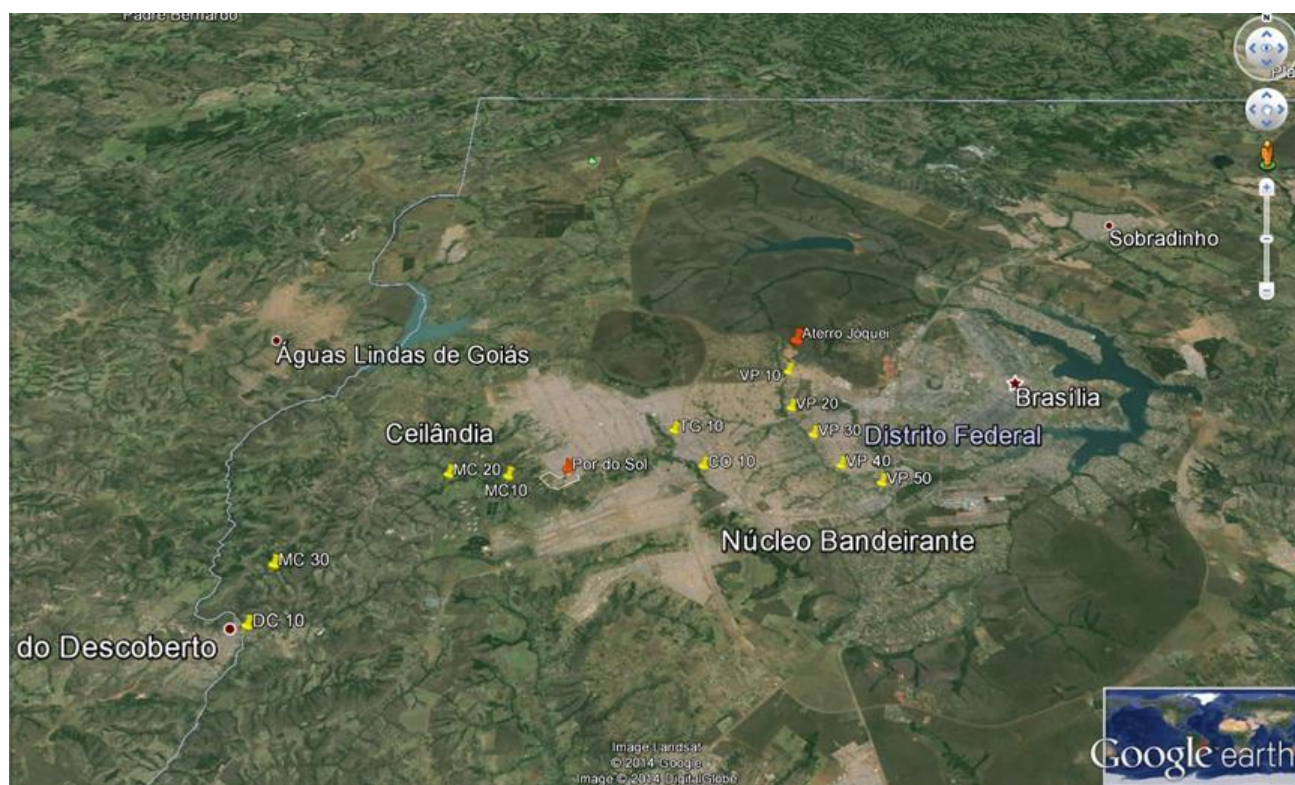 Padre Bernardo
N
Pla
Sobradinho
Aterro Jóquei
Águas Lindas de Goiás
VP 10
Brasília
VP 20
Ceilândia
TG 10
VP 30
Distrito Federal
MC 20
MC10
Por do Sol
CO 10
VP 40
VP 50
Núcleo Bandeirante
MC 30
DC 10
do Descoberto
Image Landsat
© 2014 Google
Image © 2014 DigitalGlobe
Google earth